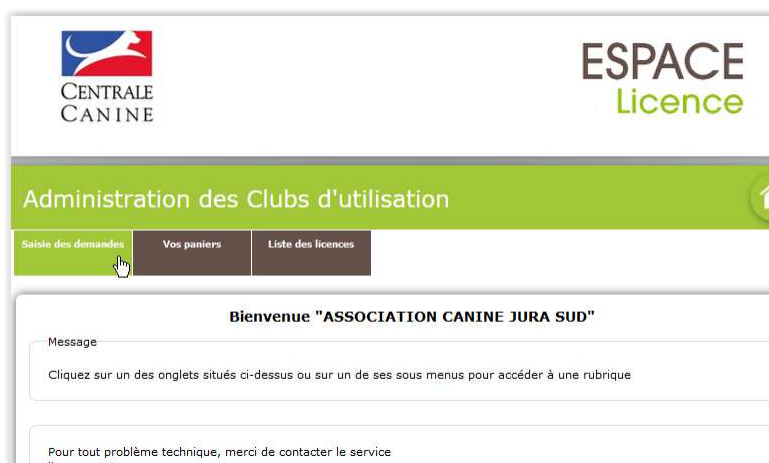 CENTRALE
CANINE
ESPACE
Licence
Administration des Clubs d'utilisation
Saisie des demandes
Vos paniers
Liste des licences
Bienvenue "ASSOCIATION CANINE JURA SUD"
Message
Cliquez sur un des onglets situés ci-dessus ou sur un de ses sous menus pour accéder à une rubrique
Pour tout problème technique, merci de contacter le service